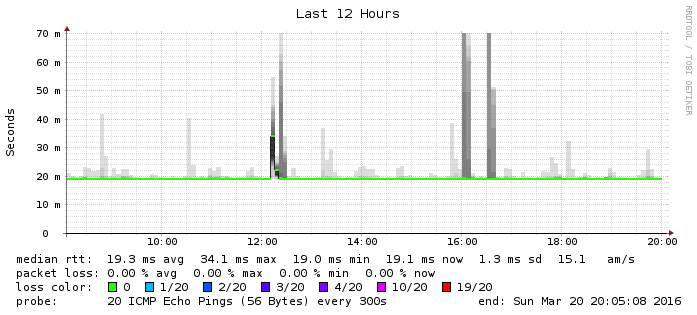 Last 12 Hours
RRDTOOL / TOBI OETIKER
Seconds
70 m
60 m
50 m
40 m
30 m
20 m
10 m
0
10:00 12:00 14:00 16:00 18:00 20:00
median rtt: 19.3 ms avg 34.1 ms max 19.0 ms min 19.1 ms now 1.3 ms sd 15.1 am/s
packet loss: 0.00 % avg 0.00 % max 0.00 % min 0.00 % now
loss color: 0 1/20 2/20 3/20 4/20 10/20 19/20
probe: 20 ICMP Echo Pings (56 Bytes) every 300s end: Sun Mar 20 20:05:08 2016